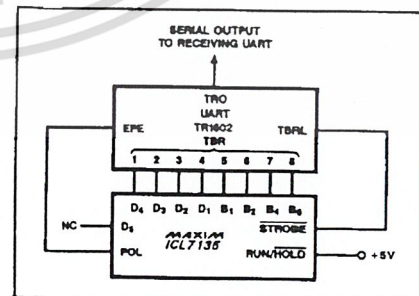 SERIAL OUTPUT
TO RECEIVING UART
TRO
UART
EPE TR1602 TBRL
TBR
1 2 3 4 5 6 7 8
D4 D3 D2 D1 B1 B2 B4 B8
NC D5 MAXIM STROBE
ICL7135
POL RUN/HOLD +5V